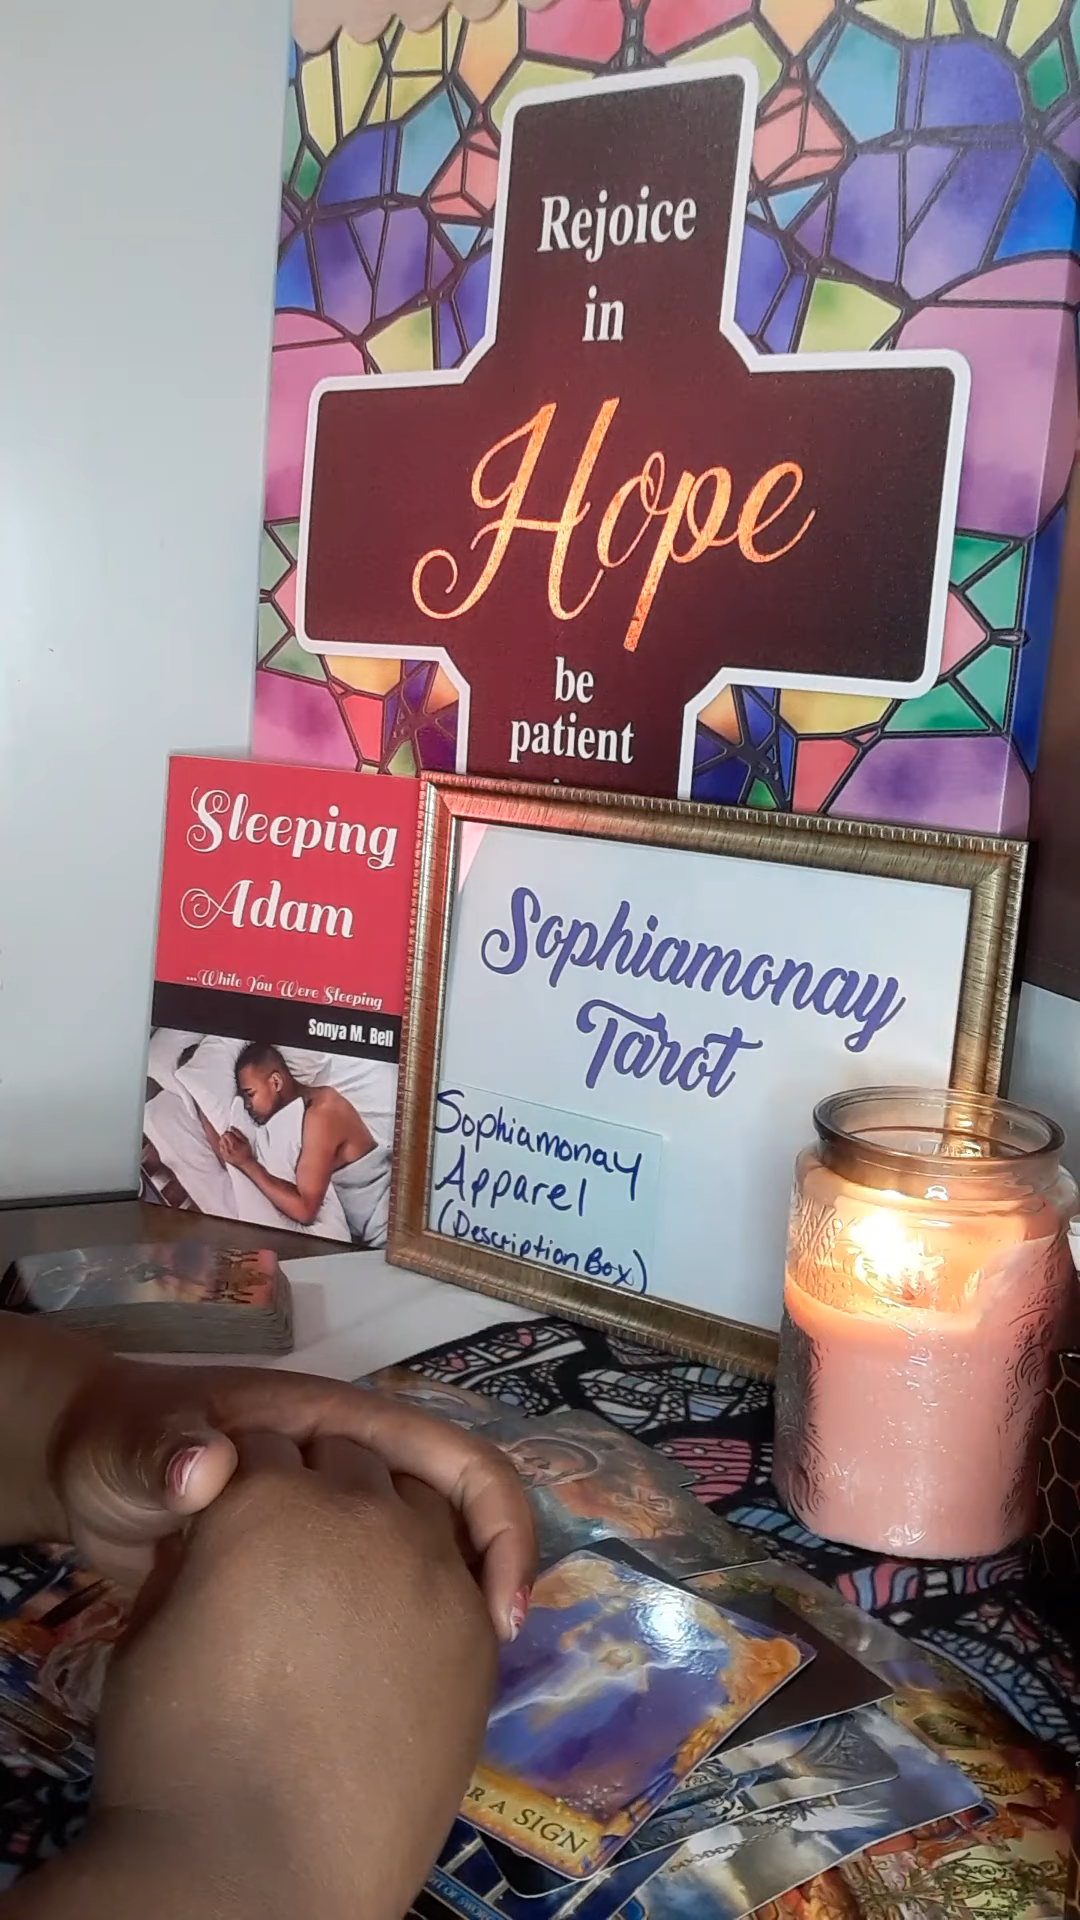 Rejoice
in
Hope
be
patient
Sleeping
Adam
...While You Were Sleeping
Sonya M. Bell
Sophiamonay
Tarot
Sophiamonay
Apparel
(Description Box)
R A SIGN